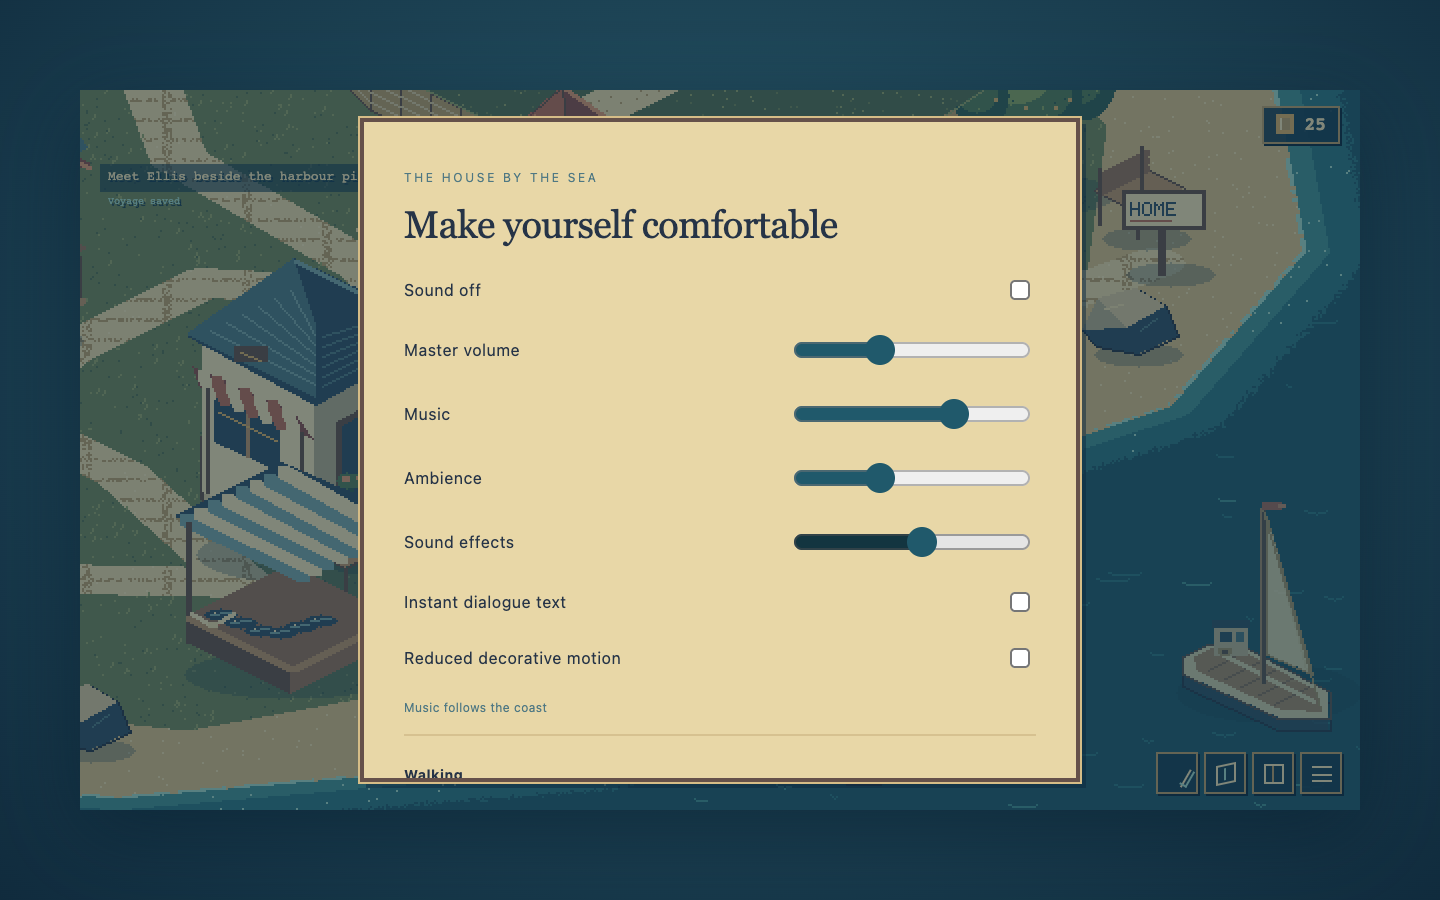 THE HOUSE BY THE SEA
Make yourself comfortable
Sound off
Master volume
Music
Ambience
Sound effects
Instant dialogue text
Reduced decorative motion
Music follows the coast
Walking
Meet Ellis beside the harbour pi
Voyage saved
25
HOME